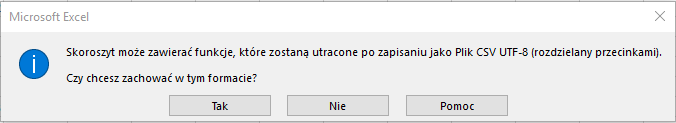 Microsoft Excel
Skoroszyt może zawierać funkcje, które zostaną utracone po zapisaniu jako Plik CSV UTF-8 (rozdzielany przecinkami).
Czy chcesz zachować w tym formacie?
Tak Nie Pomoc